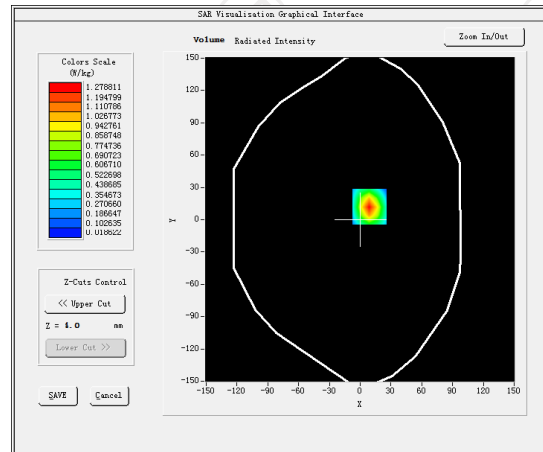 SAR Visualisation Graphical Interface
Volume Radiated Intensity
Zoom In/Out
Colors Scale
(W/kg)
1.278811
1.194799
1.110786
1.026773
0.942761
0.858748
0.774736
0.690723
0.606710
0.522698
0.438685
0.354673
0.270660
0.186647
0.102635
0.018622
Z-Cuts Control
<< Upper Cut
Z = 4.0 mm
Lower Cut >>
SAVE Cancel
150
120
90
60
30
0
-30
-60
-90
-120
-150
Y
-150 -120 -90 -60 -30 0 30 60 90 120 150
X